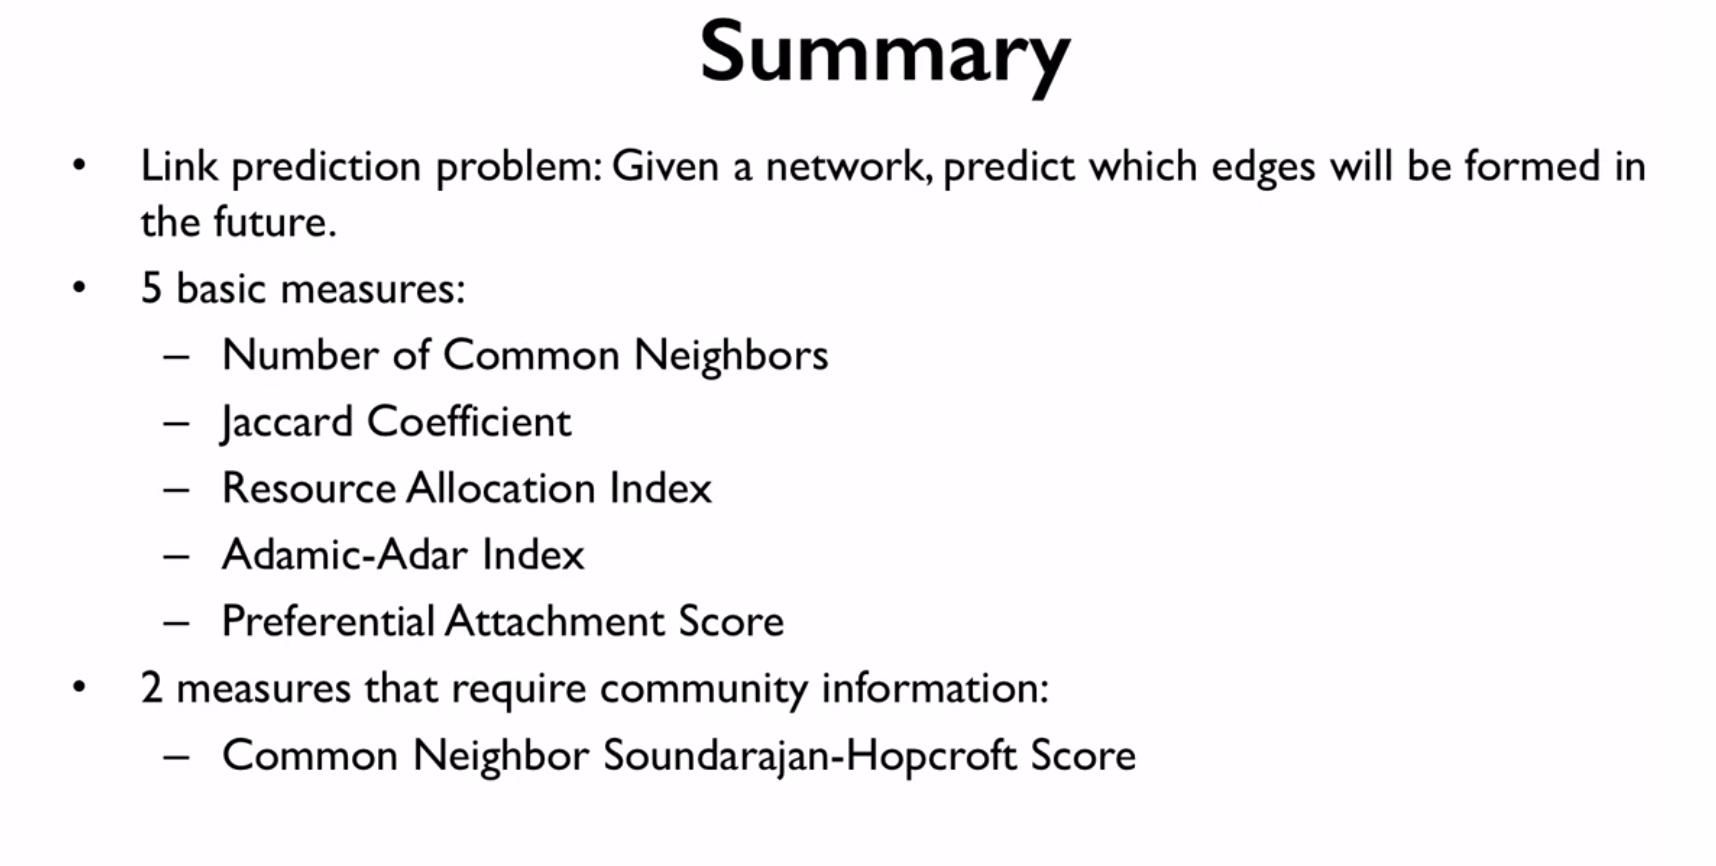 Summary
• Link prediction problem: Given a network, predict which edges will be formed in
the future.
• 5 basic measures:
– Number of Common Neighbors
– Jaccard Coefficient
– Resource Allocation Index
– Adamic-Adar Index
– Preferential Attachment Score
• 2 measures that require community information:
– Common Neighbor Soundarajan-Hopcroft Score